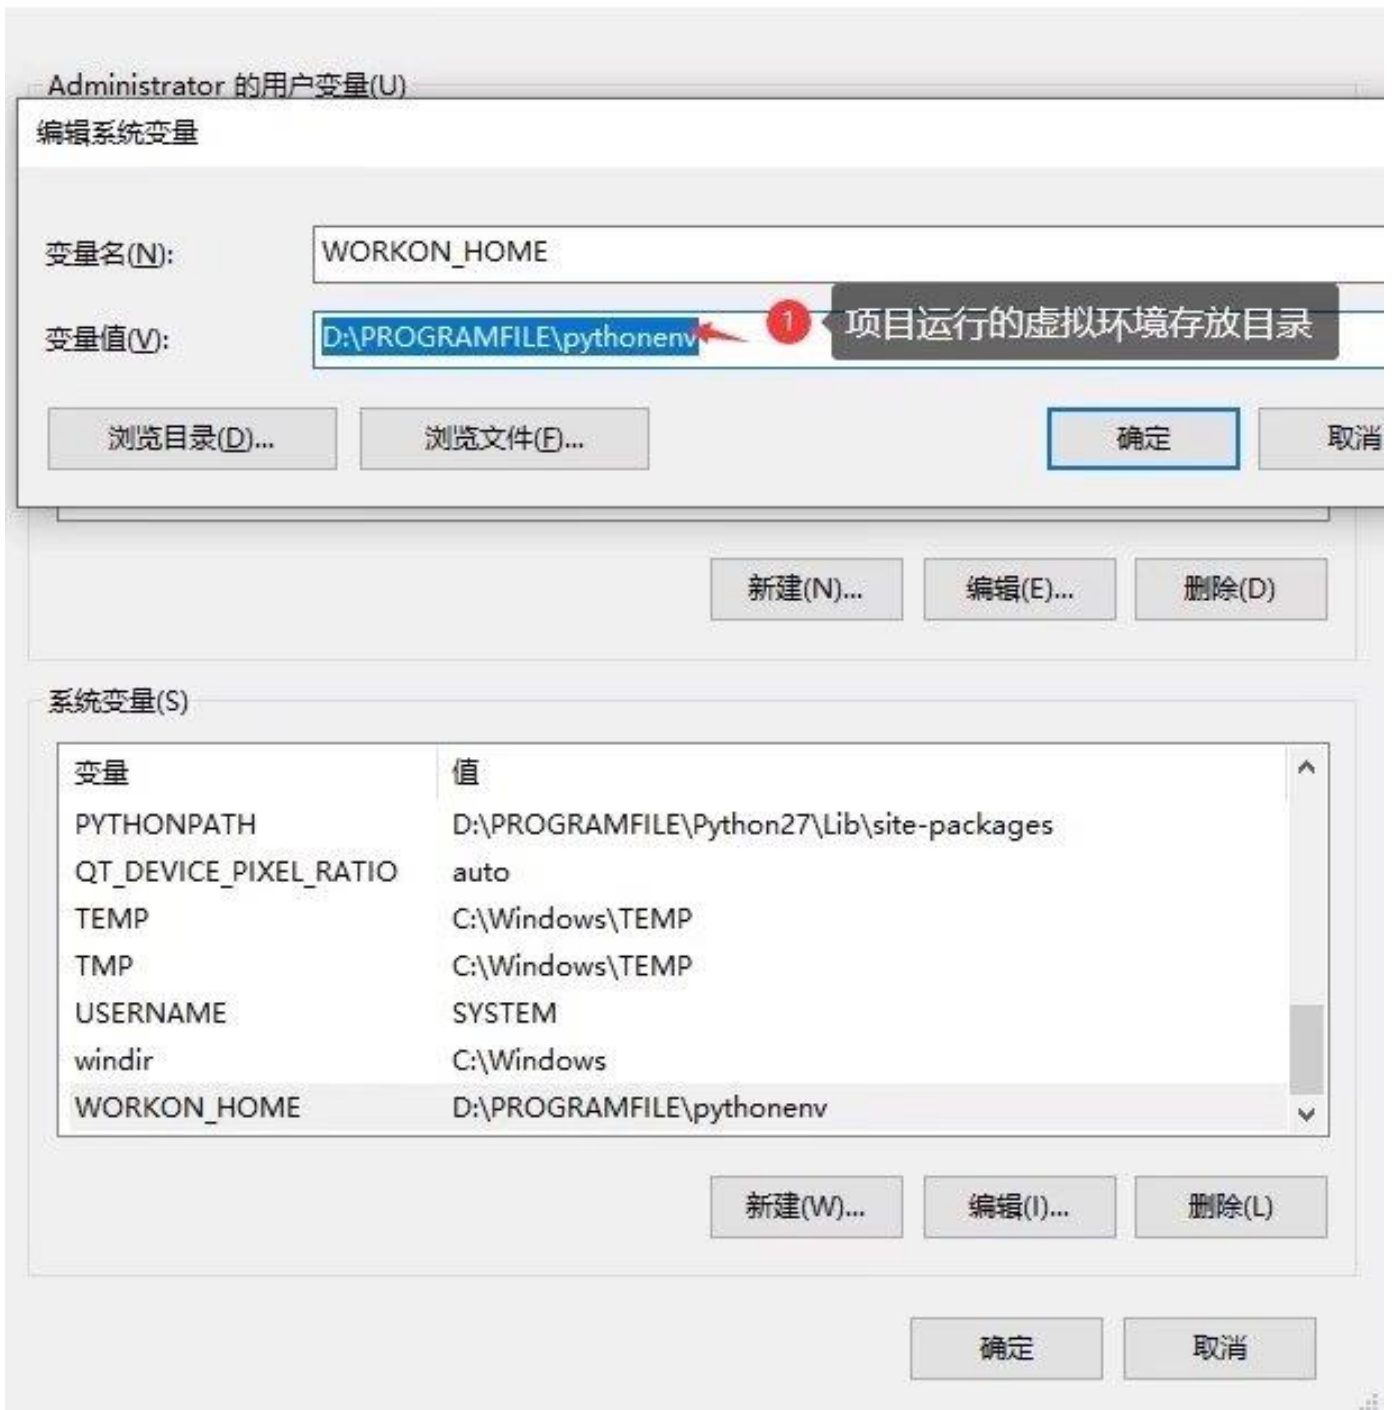 Administrator 的用户变量(U)
编辑系统变量
变量名(N):
WORKON_HOME
变量值(V):
D:\PROGRAMFILE\pythonenv
1
项目运行的虚拟环境存放目录
浏览目录(D)...
浏览文件(F)...
确定
取消
新建(N)...
编辑(E)...
删除(D)
系统变量(S)
变量 值
PYTHONPATH D:\PROGRAMFILE\Python27\Lib\site-packages
QT_DEVICE_PIXEL_RATIO auto
TEMP C:\Windows\TEMP
TMP C:\Windows\TEMP
USERNAME SYSTEM
windir C:\Windows
WORKON_HOME D:\PROGRAMFILE\pythonenv
新建(W)...
编辑(I)...
删除(L)
确定
取消